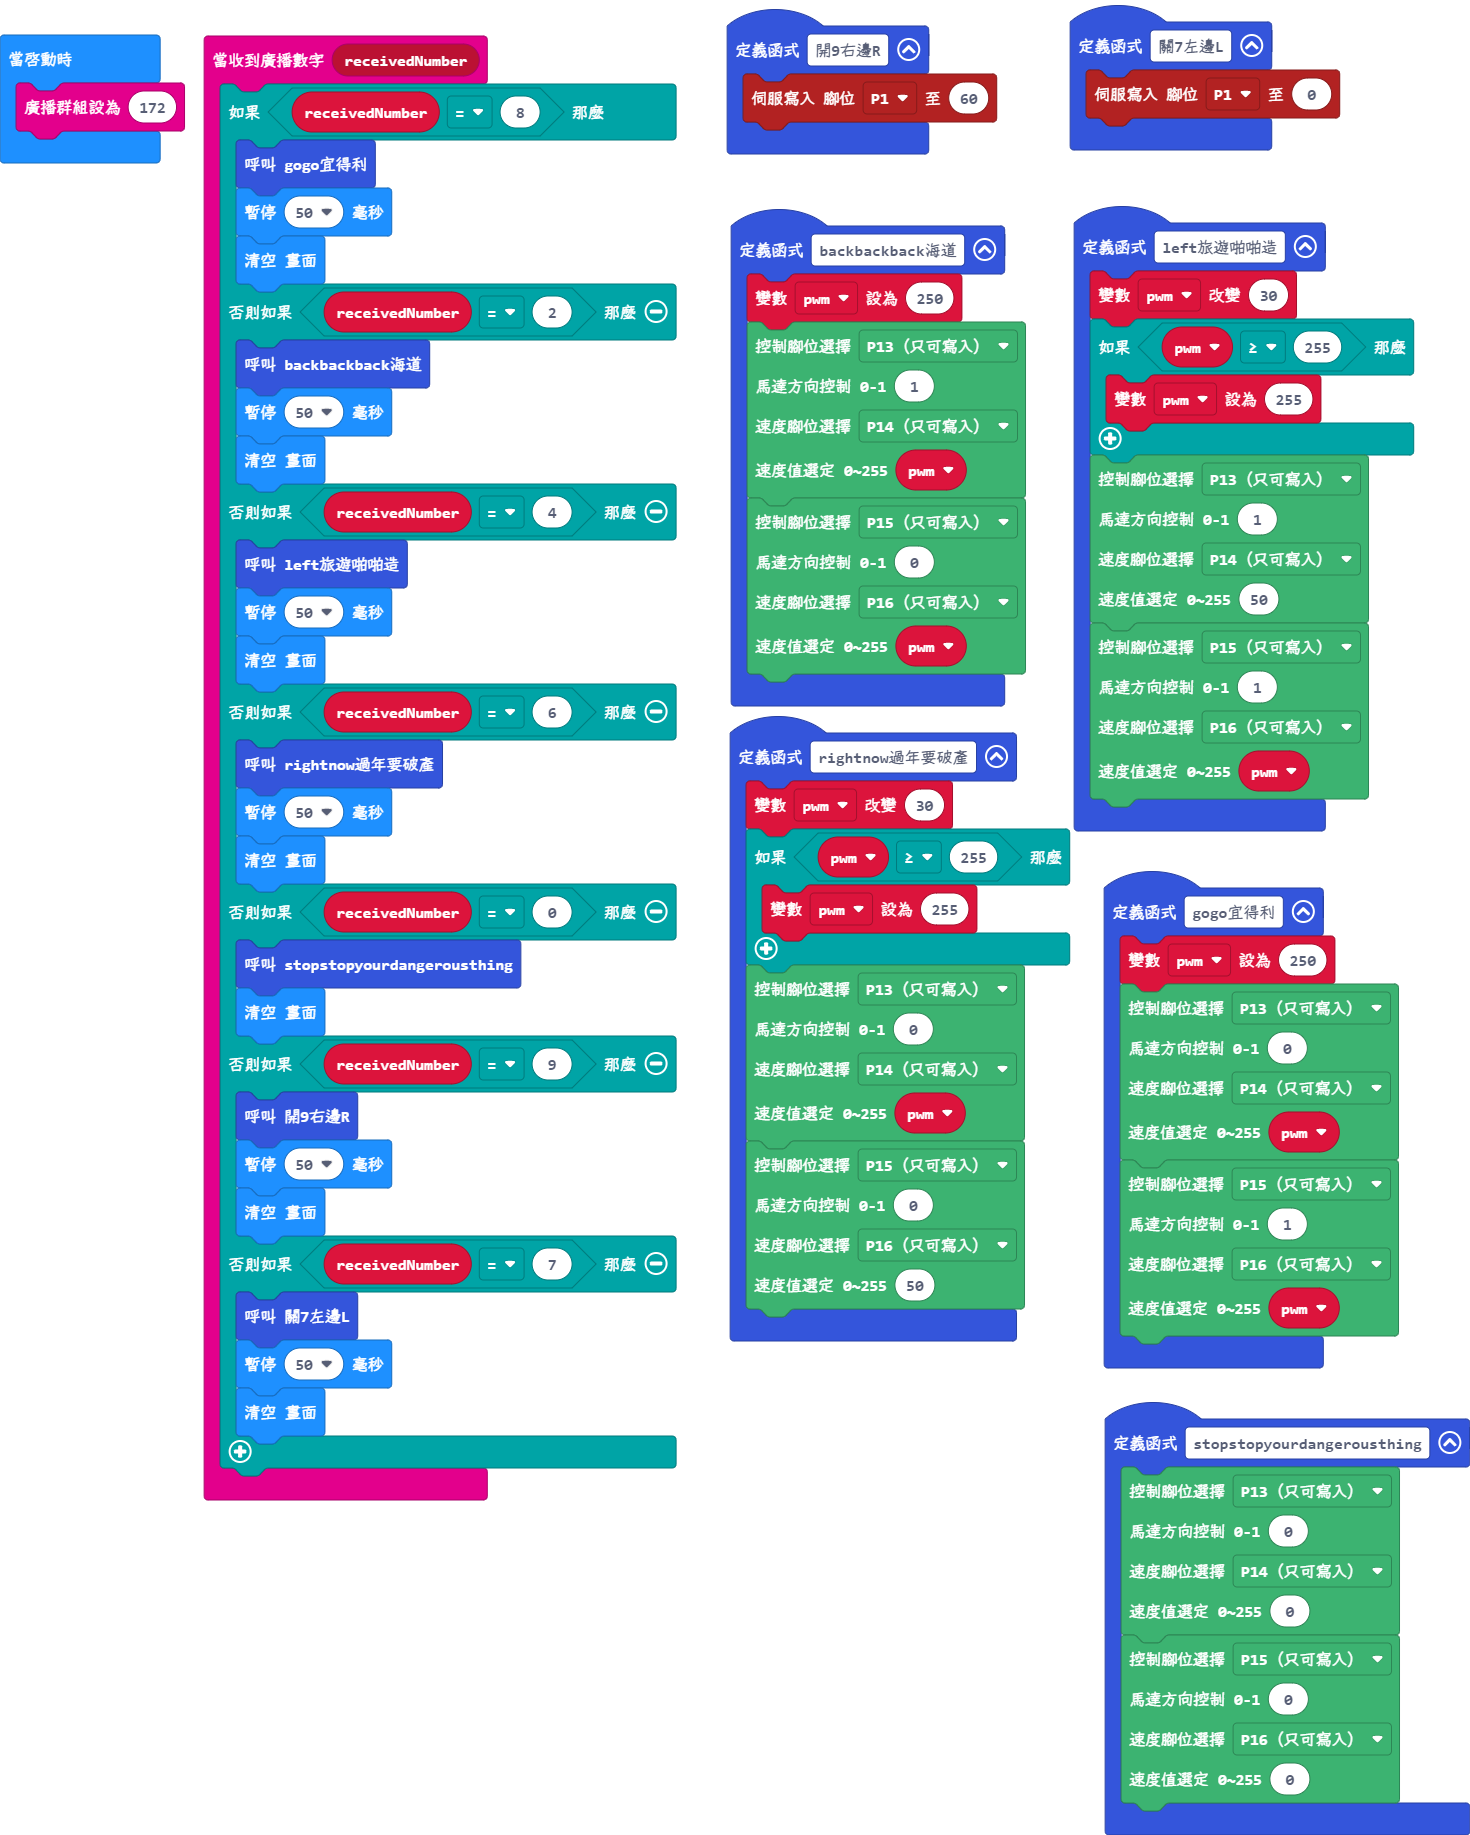 當啓動時
廣播群組設為 172
當收到廣播數字 receivedNumber
如果 receivedNumber = 8 那麼
呼叫 gogo宜得利
暫停 50 毫秒
清空 畫面
否則如果 receivedNumber = 2 那麼
呼叫 backbackback海道
暫停 50 毫秒
清空 畫面
否則如果 receivedNumber = 4 那麼
呼叫 left旅遊啪啪造
暫停 50 毫秒
清空 畫面
否則如果 receivedNumber = 6 那麼
呼叫 rightnow過年要破產
暫停 50 毫秒
清空 畫面
否則如果 receivedNumber = 0 那麼
呼叫 stopstopyourdangerousthing
清空 畫面
否則如果 receivedNumber = 9 那麼
呼叫 開9右邊R
暫停 50 毫秒
清空 畫面
否則如果 receivedNumber = 7 那麼
呼叫 關7左邊L
暫停 50 毫秒
清空 畫面
定義函式 開9右邊R
伺服寫入 腳位 P1 至 60
定義函式 backbackback海道
變數 pwm 設為 250
控制腳位選擇 P13 (只可寫入)
馬達方向控制 0-1 1
速度腳位選擇 P14 (只可寫入)
速度值選定 0~255 pwm
控制腳位選擇 P15 (只可寫入)
馬達方向控制 0-1 0
速度腳位選擇 P16 (只可寫入)
速度值選定 0~255 pwm
定義函式 rightnow過年要破產
變數 pwm 改變 30
如果 pwm ≥ 255 那麼
變數 pwm 設為 255
控制腳位選擇 P13 (只可寫入)
馬達方向控制 0-1 0
速度腳位選擇 P14 (只可寫入)
速度值選定 0~255 pwm
控制腳位選擇 P15 (只可寫入)
馬達方向控制 0-1 0
速度腳位選擇 P16 (只可寫入)
速度值選定 0~255 50
定義函式 關7左邊L
伺服寫入 腳位 P1 至 0
定義函式 left旅遊啪啪造
變數 pwm 改變 30
如果 pwm ≥ 255 那麼
變數 pwm 設為 255
控制腳位選擇 P13 (只可寫入)
馬達方向控制 0-1 1
速度腳位選擇 P14 (只可寫入)
速度值選定 0~255 50
控制腳位選擇 P15 (只可寫入)
馬達方向控制 0-1 1
速度腳位選擇 P16 (只可寫入)
速度值選定 0~255 pwm
定義函式 gogo宜得利
變數 pwm 設為 250
控制腳位選擇 P13 (只可寫入)
馬達方向控制 0-1 0
速度腳位選擇 P14 (只可寫入)
速度值選定 0~255 pwm
控制腳位選擇 P15 (只可寫入)
馬達方向控制 0-1 1
速度腳位選擇 P16 (只可寫入)
速度值選定 0~255 pwm
定義函式 stopstopyourdangerousthing
控制腳位選擇 P13 (只可寫入)
馬達方向控制 0-1 0
速度腳位選擇 P14 (只可寫入)
速度值選定 0~255 0
控制腳位選擇 P15 (只可寫入)
馬達方向控制 0-1 0
速度腳位選擇 P16 (只可寫入)
速度值選定 0~255 0